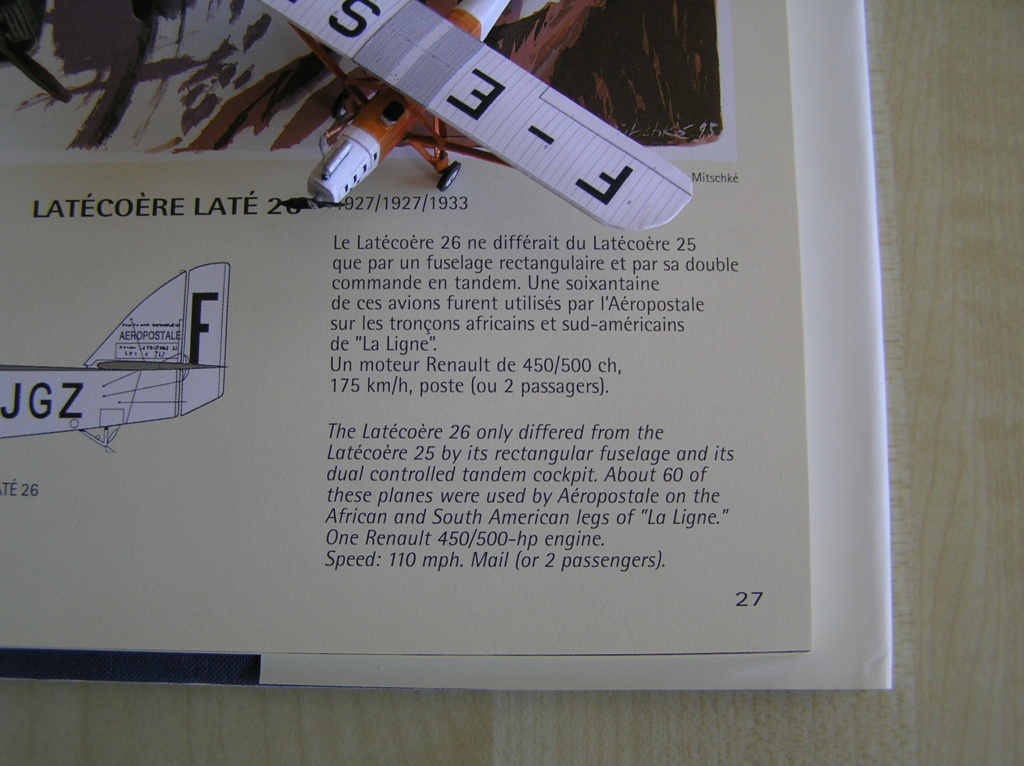 S
E
-
F
95
Mitschké
LATÉCOÈRE LATÉ 26 1927/1927/1933
Le Latécoère 26 ne différait du Latécoère 25
que par un fuselage rectangulaire et par sa double
commande en tandem. Une soixantaine
de ces avions furent utilisés par l'Aéropostale
sur les tronçons africains et sud-américains
de "La Ligne".
Un moteur Renault de 450/500 ch,
175 km/h, poste (ou 2 passagers).
F
AEROPOSTALE
JGZ
ATÉ 26
The Latécoère 26 only differed from the
Latécoère 25 by its rectangular fuselage and its
dual controlled tandem cockpit. About 60 of
these planes were used by Aéropostale on the
African and South American legs of "La Ligne."
One Renault 450/500-hp engine.
Speed: 110 mph. Mail (or 2 passengers).
27